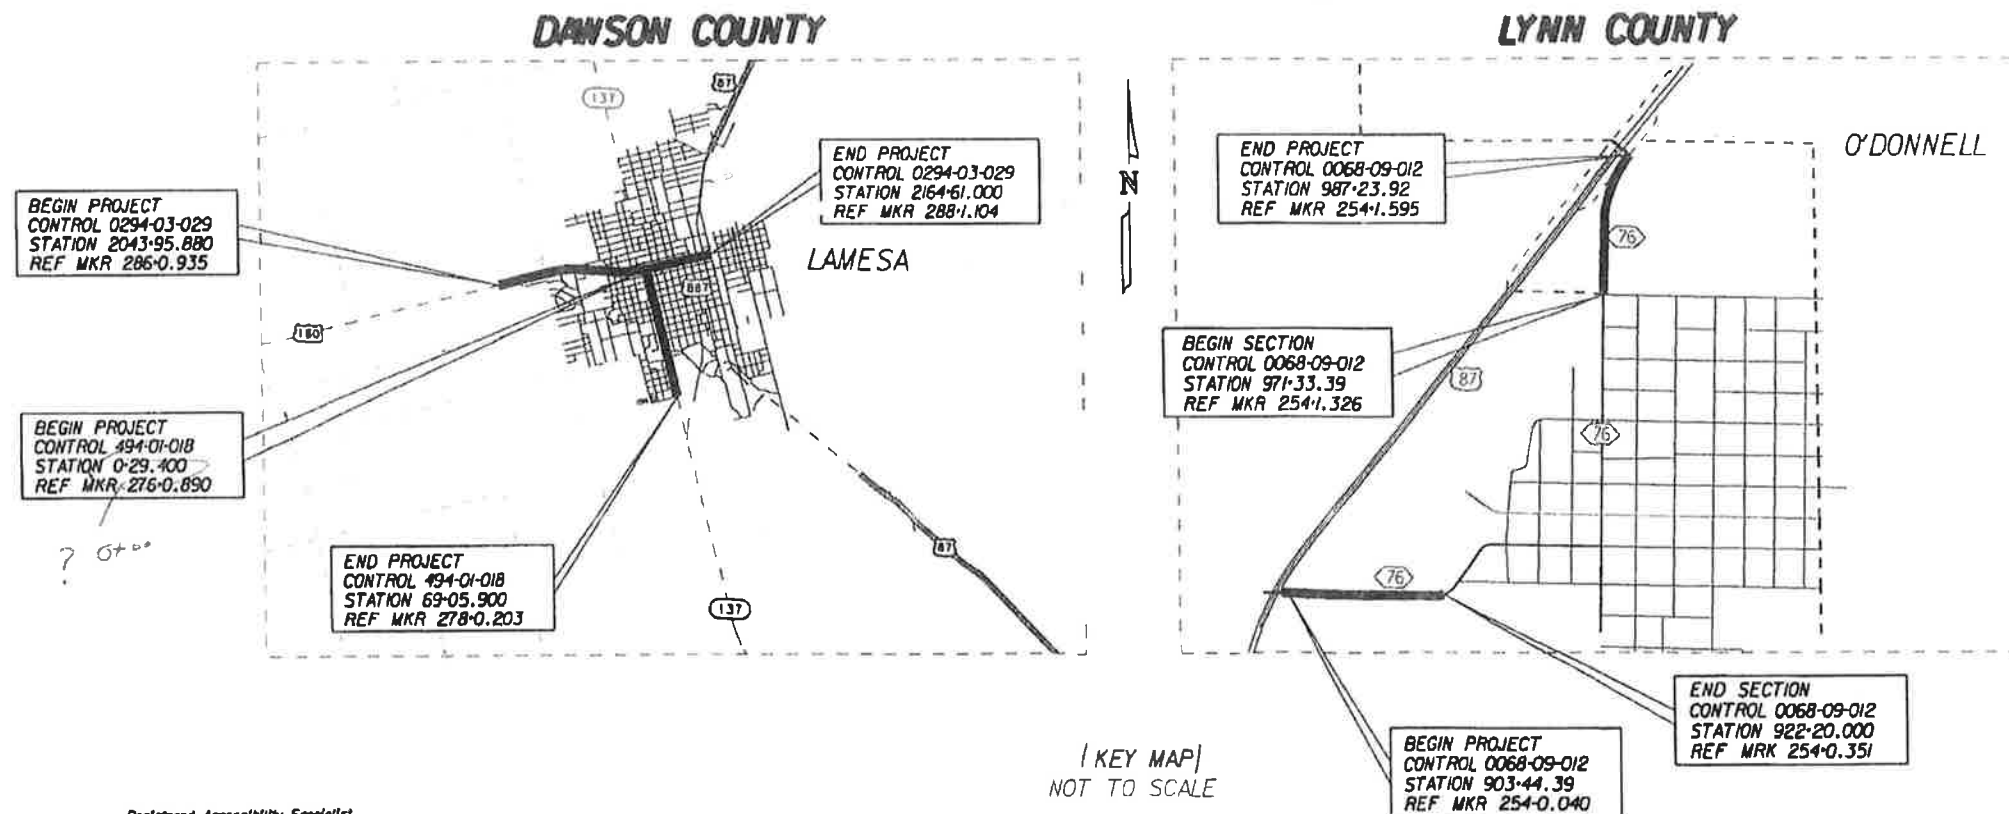 DAWSON COUNTY
LYNN COUNTY
137
87
BEGIN PROJECT
CONTROL 0294-03-029
STATION 2043+95.880
REF MKR 286+0.935
END PROJECT
CONTROL 0294-03-029
STATION 2164+61.000
REF MKR 288+1.104
LAMESA
887
180
BEGIN PROJECT
CONTROL 494-01-018
STATION 0+29.400
REF MKR 276+0.890
? 0+00
END PROJECT
CONTROL 494-01-018
STATION 69+05.900
REF MKR 278+0.203
137
87
N
END PROJECT
CONTROL 0068-09-012
STATION 987+23.92
REF MKR 254+1.595
O'DONNELL
76
BEGIN SECTION
CONTROL 0068-09-012
STATION 971+33.39
REF MKR 254+1.326
87
76
76
END SECTION
CONTROL 0068-09-012
STATION 922+20.000
REF MRK 254+0.351
BEGIN PROJECT
CONTROL 0068-09-012
STATION 903+44.39
REF MKR 254-0.040
KEY MAP
NOT TO SCALE
Registered Accessibility Specialist